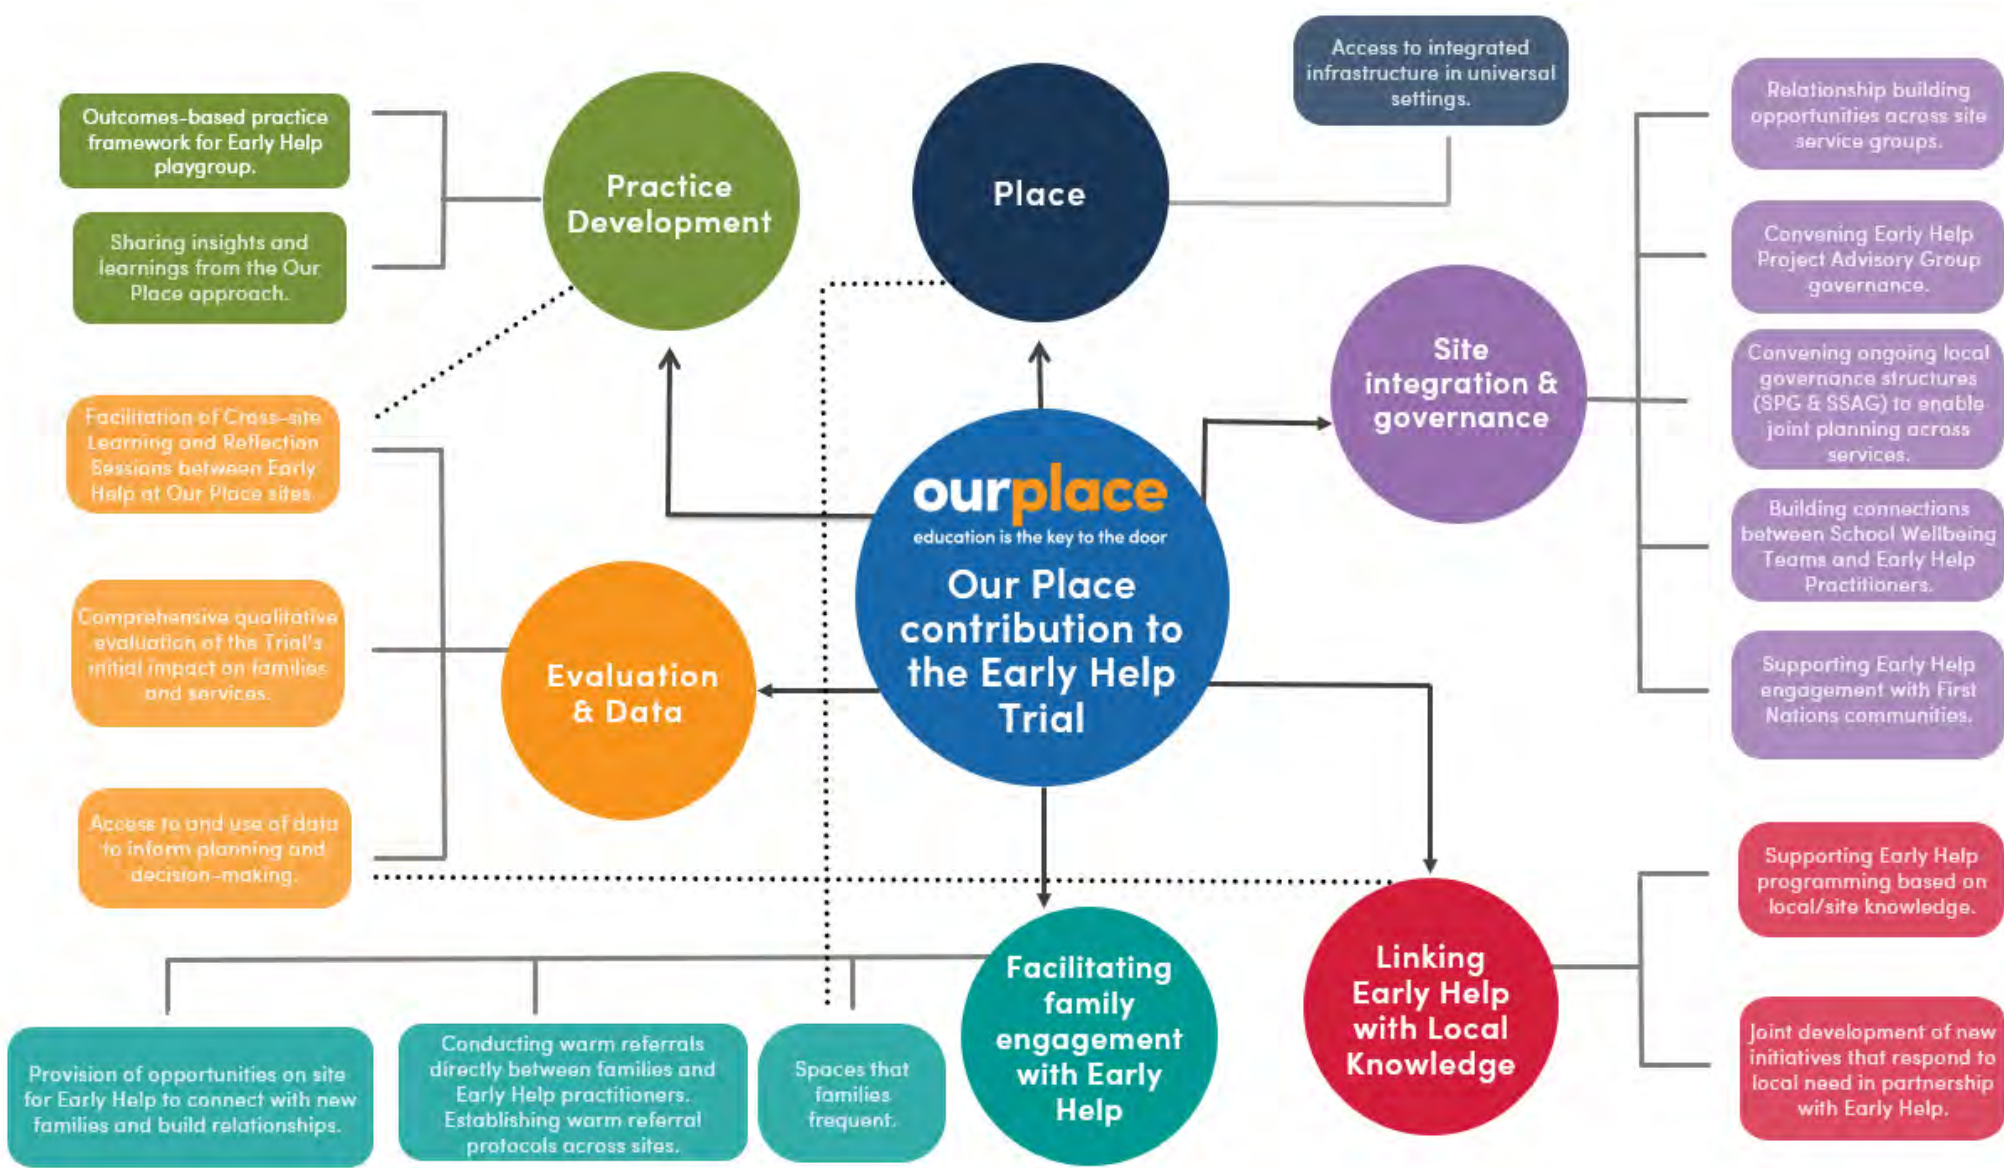 Outcomes-based practice
framework for Early Help
playgroup.
Sharing insights and
learnings from the Our
Place approach.
Practice
Development
Place
Access to integrated
infrastructure in universal
settings.
Site
integration &
governance
Relationship building
opportunities across site
service groups.
Convening Early Help
Project Advisory Group
governance.
Convening ongoing local
governance structures
(SPG & SSAG) to enable
joint planning across
services.
Building connections
between School Wellbeing
Teams and Early Help
Practitioners.
Supporting Early Help
engagement with First
Nations communities.
Facilitation of Cross-site
Learning and Reflection
Sessions between Early
Help at Our Place sites
Comprehensive qualitative
evaluation of the Trial's
initial impact on families
and services.
Access to and use of data
to inform planning and
decision-making.
Evaluation
& Data
ourplace
education is the key to the door
Our Place
contribution to
the Early Help
Trial
Facilitating
family
engagement
with Early
Help
Provision of opportunities on site
for Early Help to connect with new
families and build relationships.
Conducting warm referrals
directly between families and
Early Help practitioners.
Establishing warm referral
protocols across sites.
Spaces that
families
frequent.
Linking
Early Help
with Local
Knowledge
Supporting Early Help
programming based on
local/site knowledge.
Joint development of new
initiatives that respond to
local need in partnership
with Early Help.